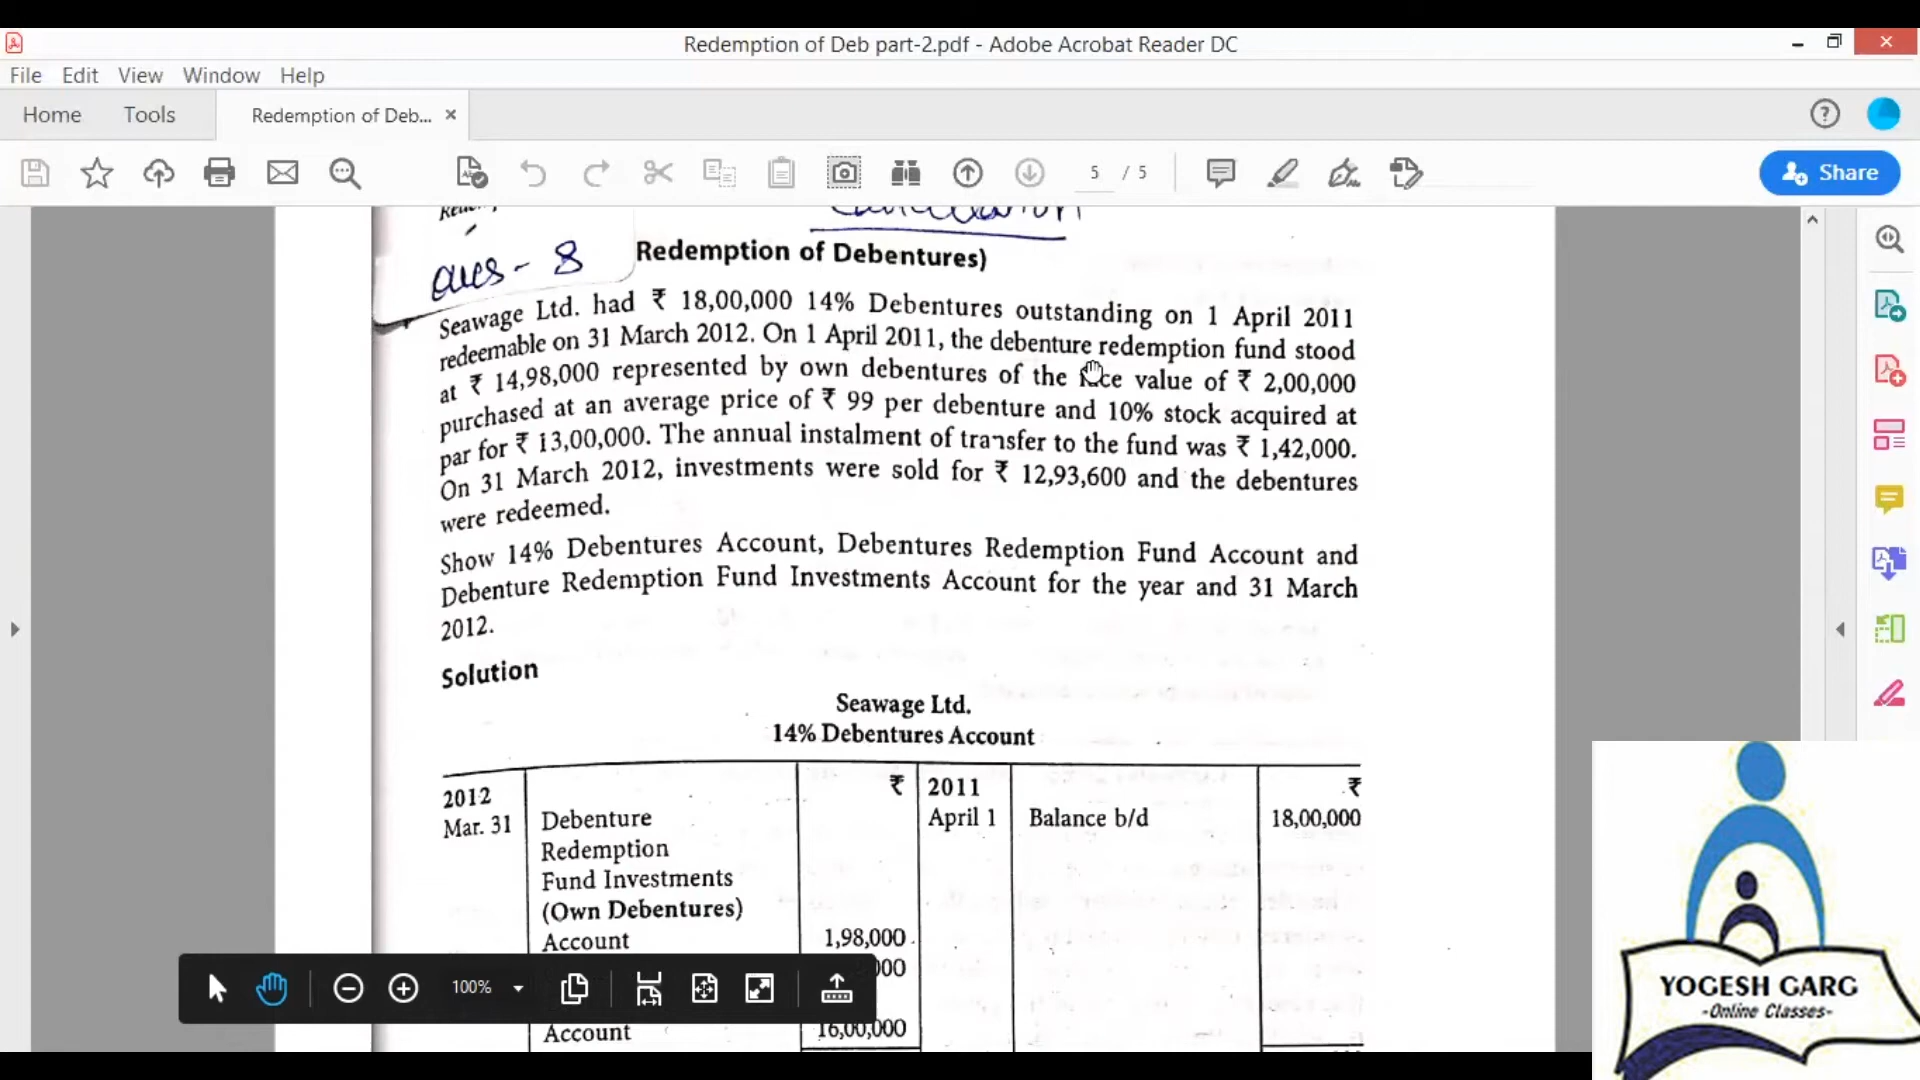 Redemption of Deb part-2.pdf - Adobe Acrobat Reader DC
File Edit View Window Help
Home Tools Redemption of Deb... ×
5 / 5
Share
Ques - 8
Redemption of Debentures)
Seawage Ltd. had ₹ 18,00,000 14% Debentures outstanding on 1 April 2011
redeemable on 31 March 2012. On 1 April 2011, the debenture redemption fund stood
at ₹ 14,98,000 represented by own debentures of the face value of ₹ 2,00,000
purchased at an average price of ₹ 99 per debenture and 10% stock acquired at
par for ₹ 13,00,000. The annual instalment of transfer to the fund was ₹ 1,42,000.
On 31 March 2012, investments were sold for ₹ 12,93,600 and the debentures
were redeemed.
Show 14% Debentures Account, Debentures Redemption Fund Account and
Debenture Redemption Fund Investments Account for the year and 31 March
2012.
Solution
Seawage Ltd.
14% Debentures Account
₹ 2011 ₹
2012
Mar. 31 Debenture April 1 Balance b/d 18,00,000
Redemption
Fund Investments
(Own Debentures)
Account 1,98,000
000
100%
Account 16,00,000
YOGESH GARG
-Online Classes-